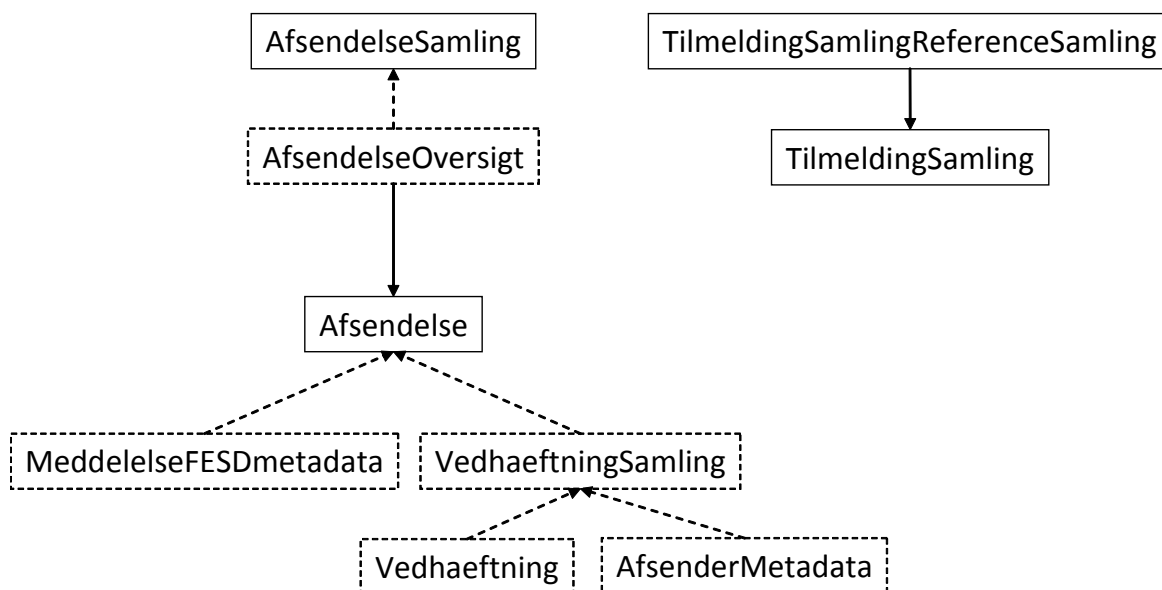 AfsendelseSamling
TilmeldingSamlingReferenceSamling
AfsendelseOversigt
TilmeldingSamling
Afsendelse
MeddelelseFESDmetadata
VedhaeftningSamling
Vedhaeftning
AfsenderMetadata